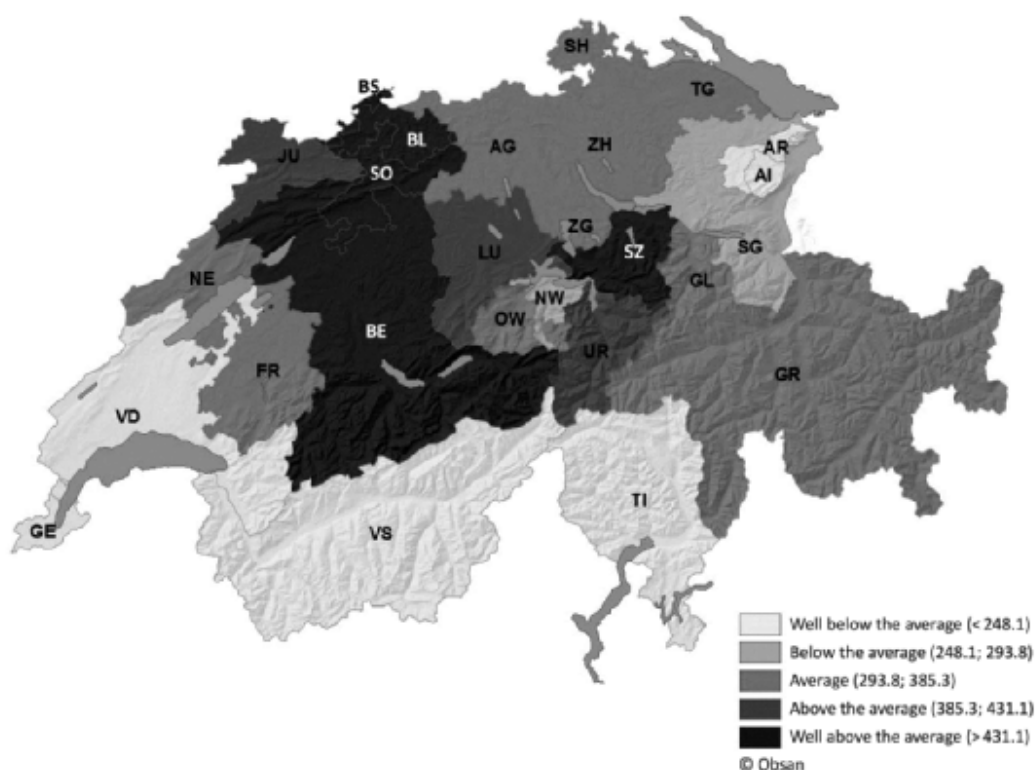 SH
BS
TG
BL
AG
ZH
AR
JU
SO
AI
ZG
LU
SZ
SG
NE
GL
NW
OW
BE
UR
FR
GR
VD
TI
GE
VS
Well below the average (< 248.1)
Below the average (248.1; 293.8)
Average (293.8; 385.3)
Above the average (385.3; 431.1)
Well above the average (> 431.1)
© Obsan